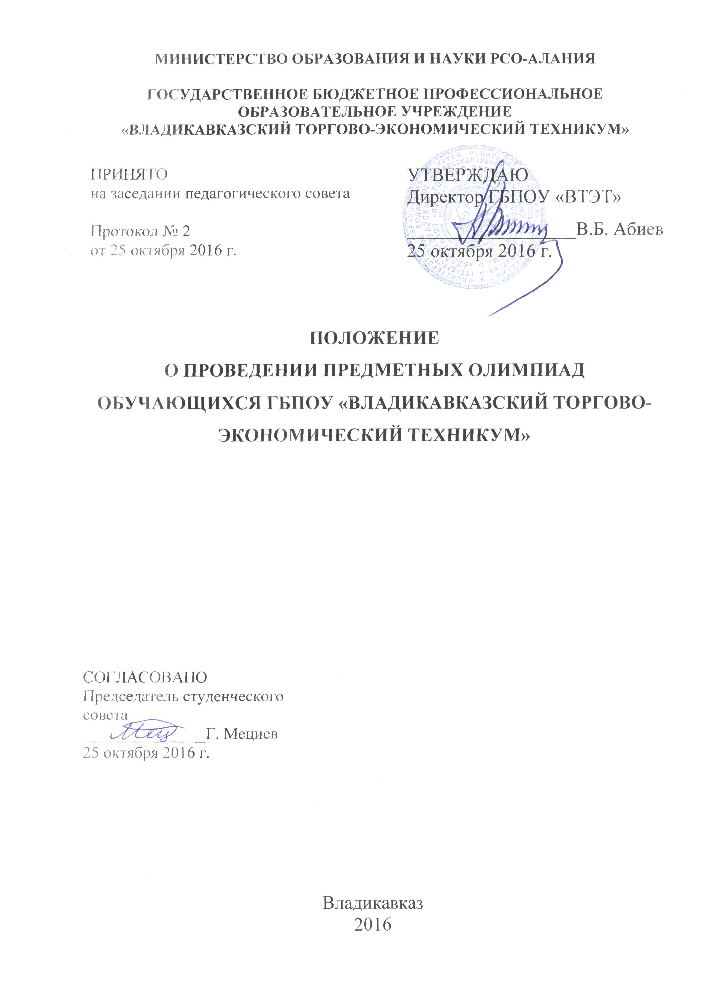 МИНИСТЕРСТВО ОБРАЗОВАНИЯ И НАУКИ РСО-АЛАНИЯ
ГОСУДАРСТВЕННОЕ БЮДЖЕТНОЕ ПРОФЕССИОНАЛЬНОЕ
ОБРАЗОВАТЕЛЬНОЕ УЧРЕЖДЕНИЕ
«ВЛАДИКАВКАЗСКИЙ ТОРГОВО-ЭКОНОМИЧЕСКИЙ ТЕХНИКУМ»
ПРИНЯТО
на заседании педагогического совета
Протокол № 2
от 25 октября 2016 г.
УТВЕРЖДАЮ
Директор ГБПОУ «ВТЭТ»
В.Б. Абиев
25 октября 2016 г.
ПОЛОЖЕНИЕ
О ПРОВЕДЕНИИ ПРЕДМЕТНЫХ ОЛИМПИАД
ОБУЧАЮЩИХСЯ ГБПОУ «ВЛАДИКАВКАЗСКИЙ ТОРГОВО-
ЭКОНОМИЧЕСКИЙ ТЕХНИКУМ»
СОГЛАСОВАНО
Председатель студенческого
совета
Г. Мециев
25 октября 2016 г.
Владикавказ
2016